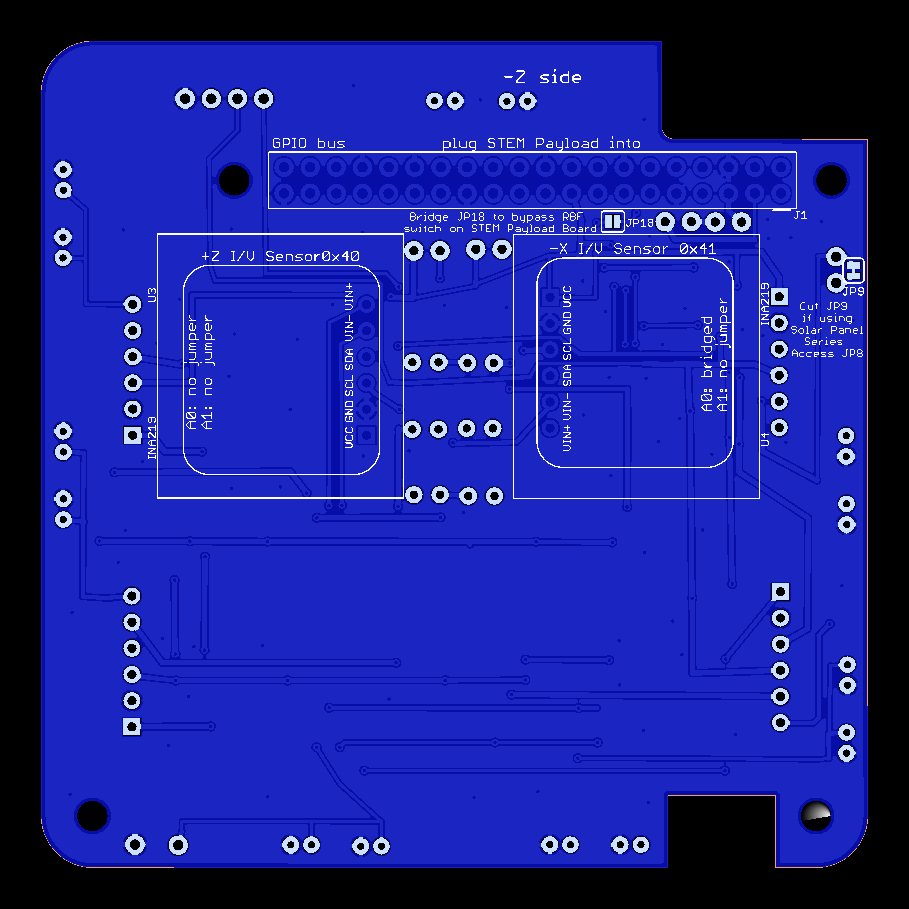 -Z side
GPIO bus
plug STEM Payload into
J1
Bridge JP18 to bypass RBF
switch on STEM Payload Board
JP18
+Z I/V Sensor0x40
-X I/V Sensor 0x41
U3
INA219
A0: no jumper
A1: no jumper
VCC GND SCL SDA VIN- VIN+
VIN+ VIN- SDA SCL GND VCC
A0: bridged
A1: no jumper
INA219
U4
JP9
Cut JP9
if using
Solar Panel
Series
Access JP8